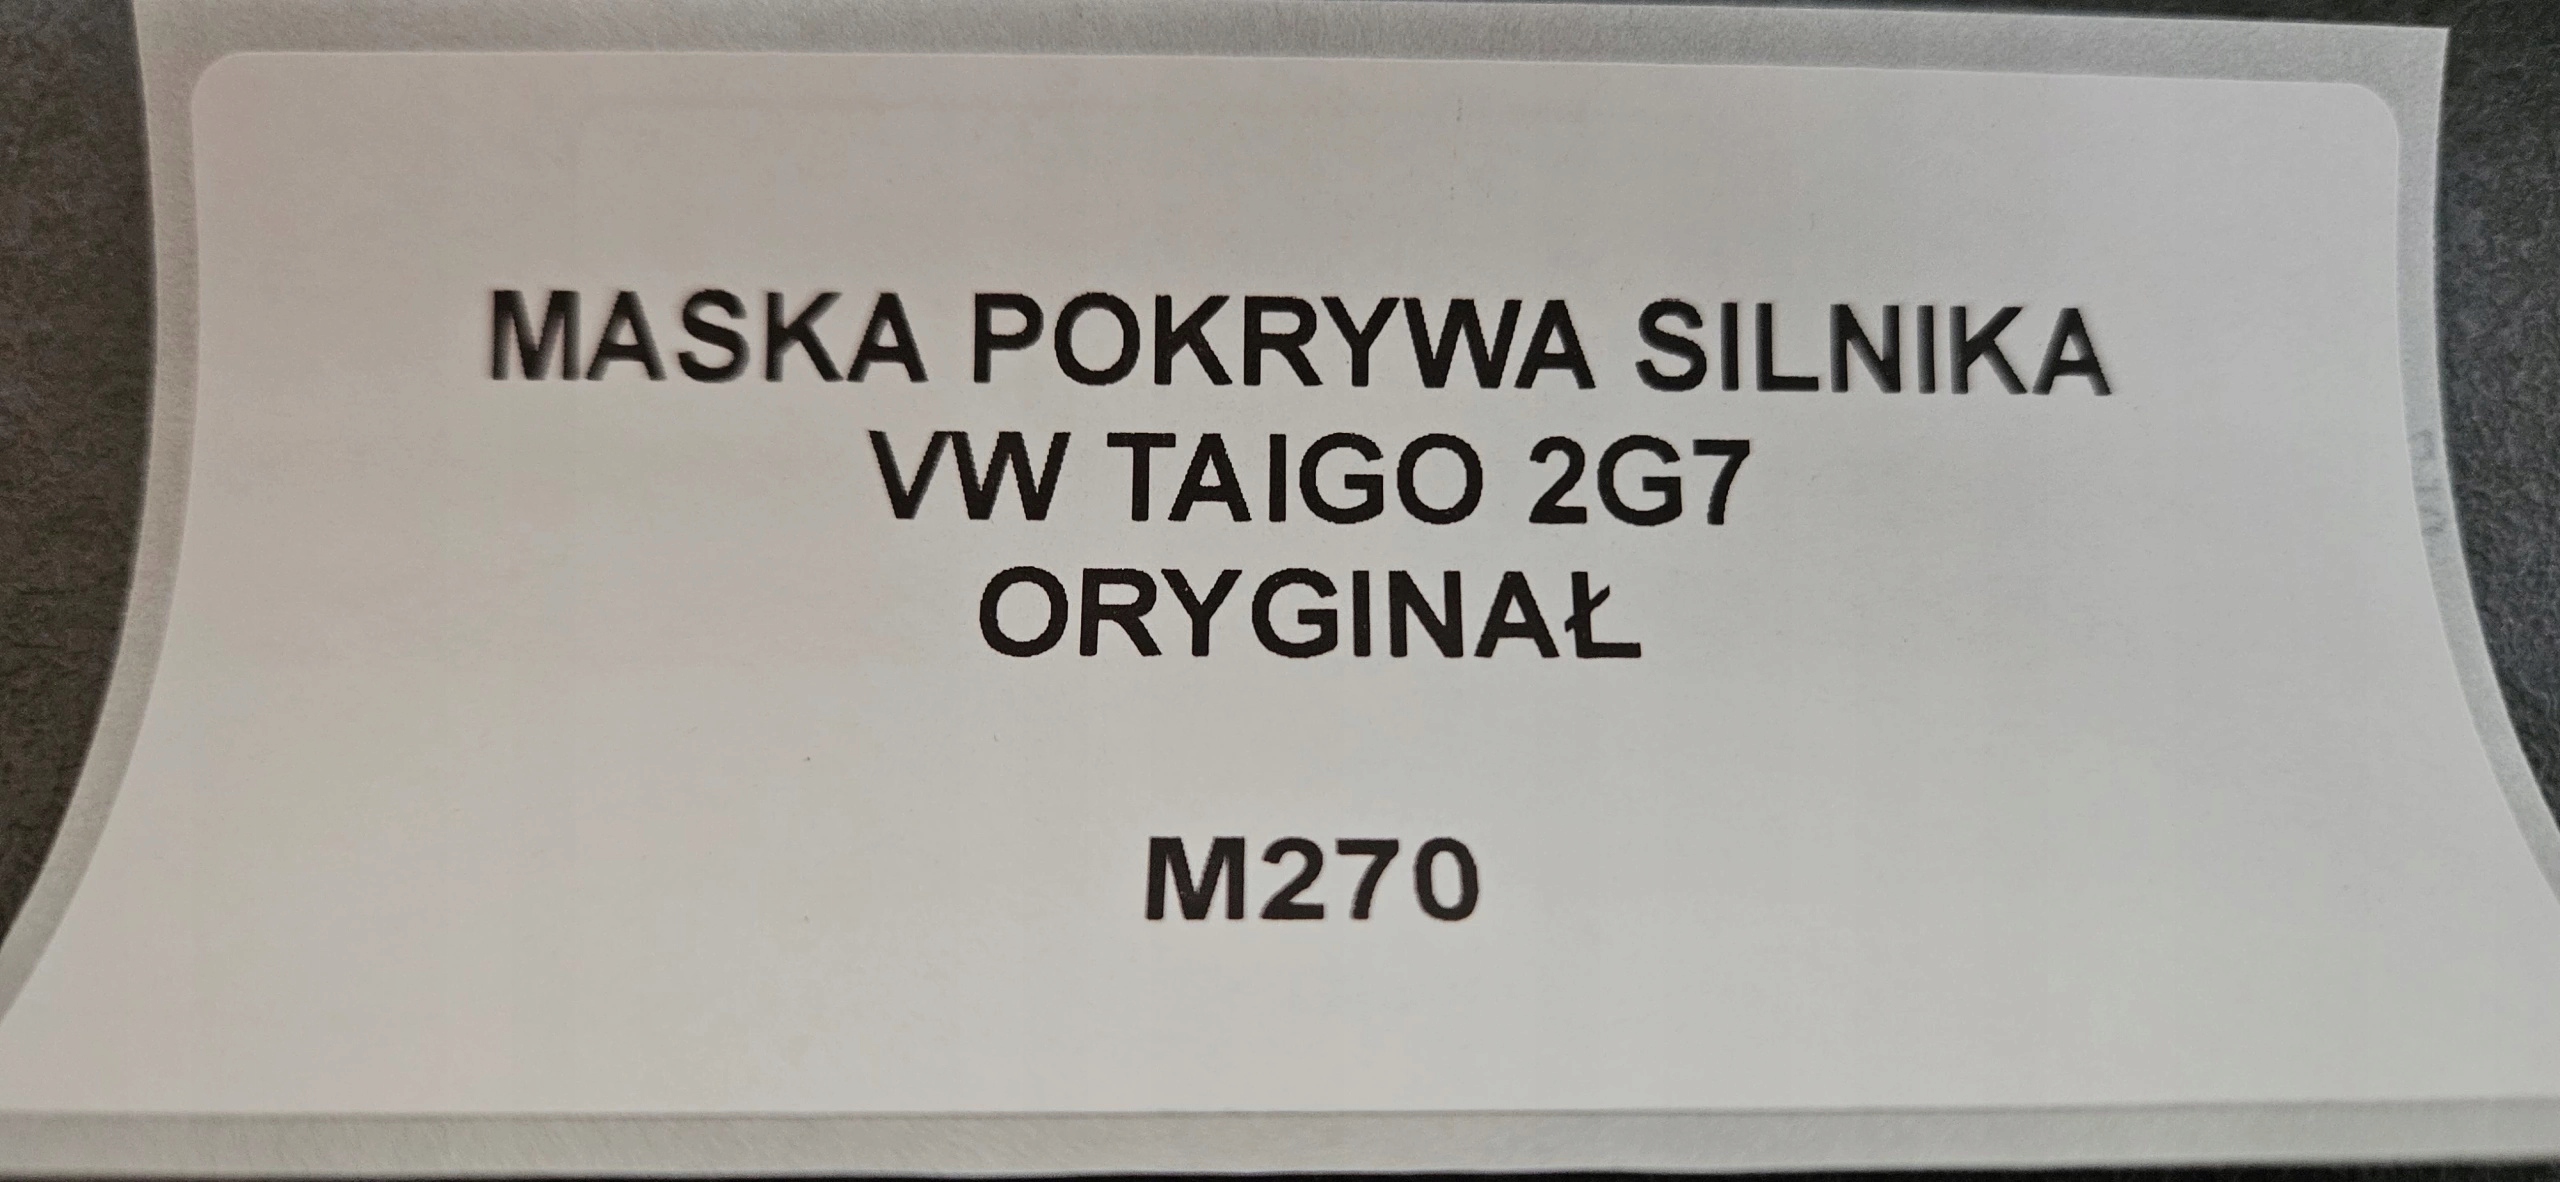 MASKA POKRYWA SILNIKA
VW TAIGO 2G7
ORYGINAŁ
M270